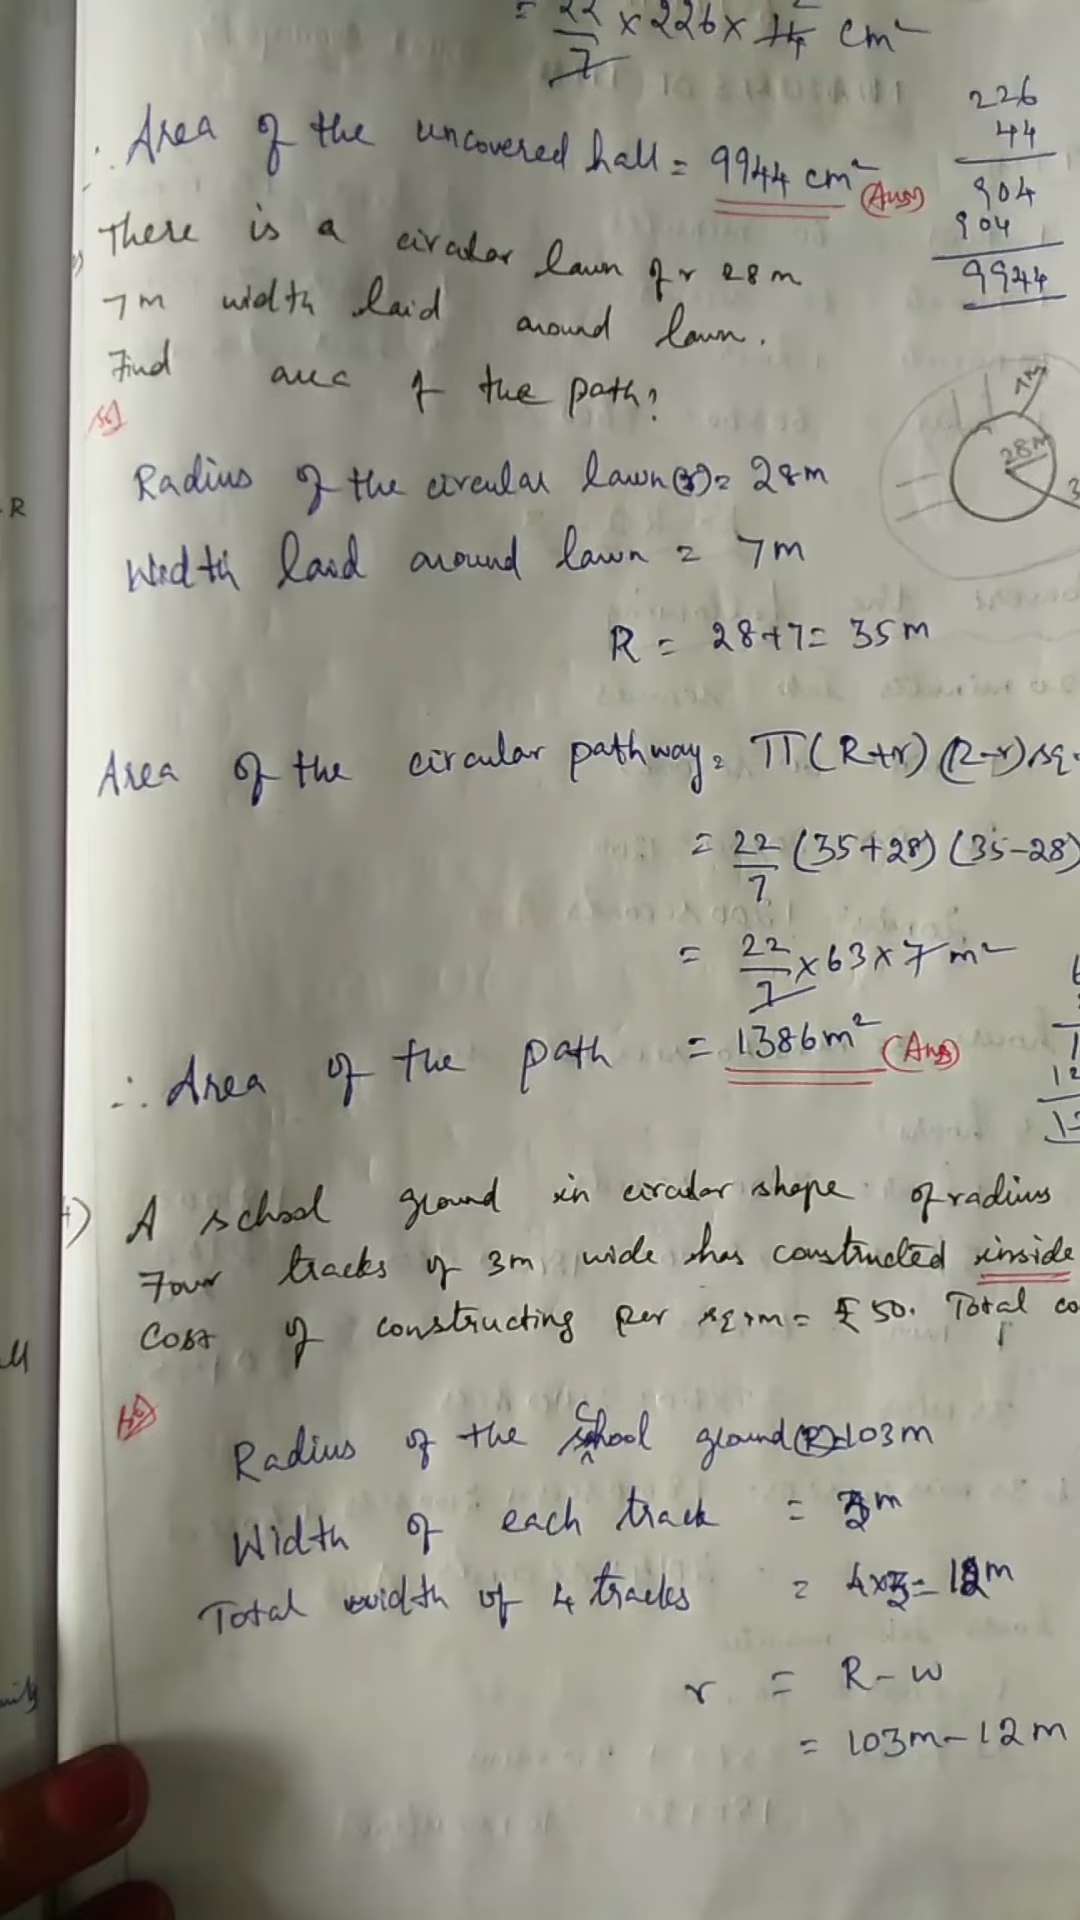 = 22/7 × 226 × 14 cm²
226
44
904
904
9944
∴ Area of the uncovered hall = 9944 cm² (Ans)
There is a circular lawn of r 28m
7m width laid around lawn.
Find area of the path?
7m
28m
Radius of the circular lawn (r) = 28m
Width laid around lawn = 7m
R = 28+7 = 35m
Area of the circular pathway = π(R+r) (R-r) sq.
= 22/7 (35+28) (35-28)
= 22/7 × 63 × 7 m²
∴ Area of the path = 1386m² (Ans)
A school ground in circular shape of radius
Four tracks of 3m wide has constructed inside
Cost of constructing per sq.m = ₹50. Total co
Radius of the school ground (R) = 103m
Width of each track = 3m
Total width of 4 tracks = 4×3 = 12m
r = R - w
= 103m - 12m